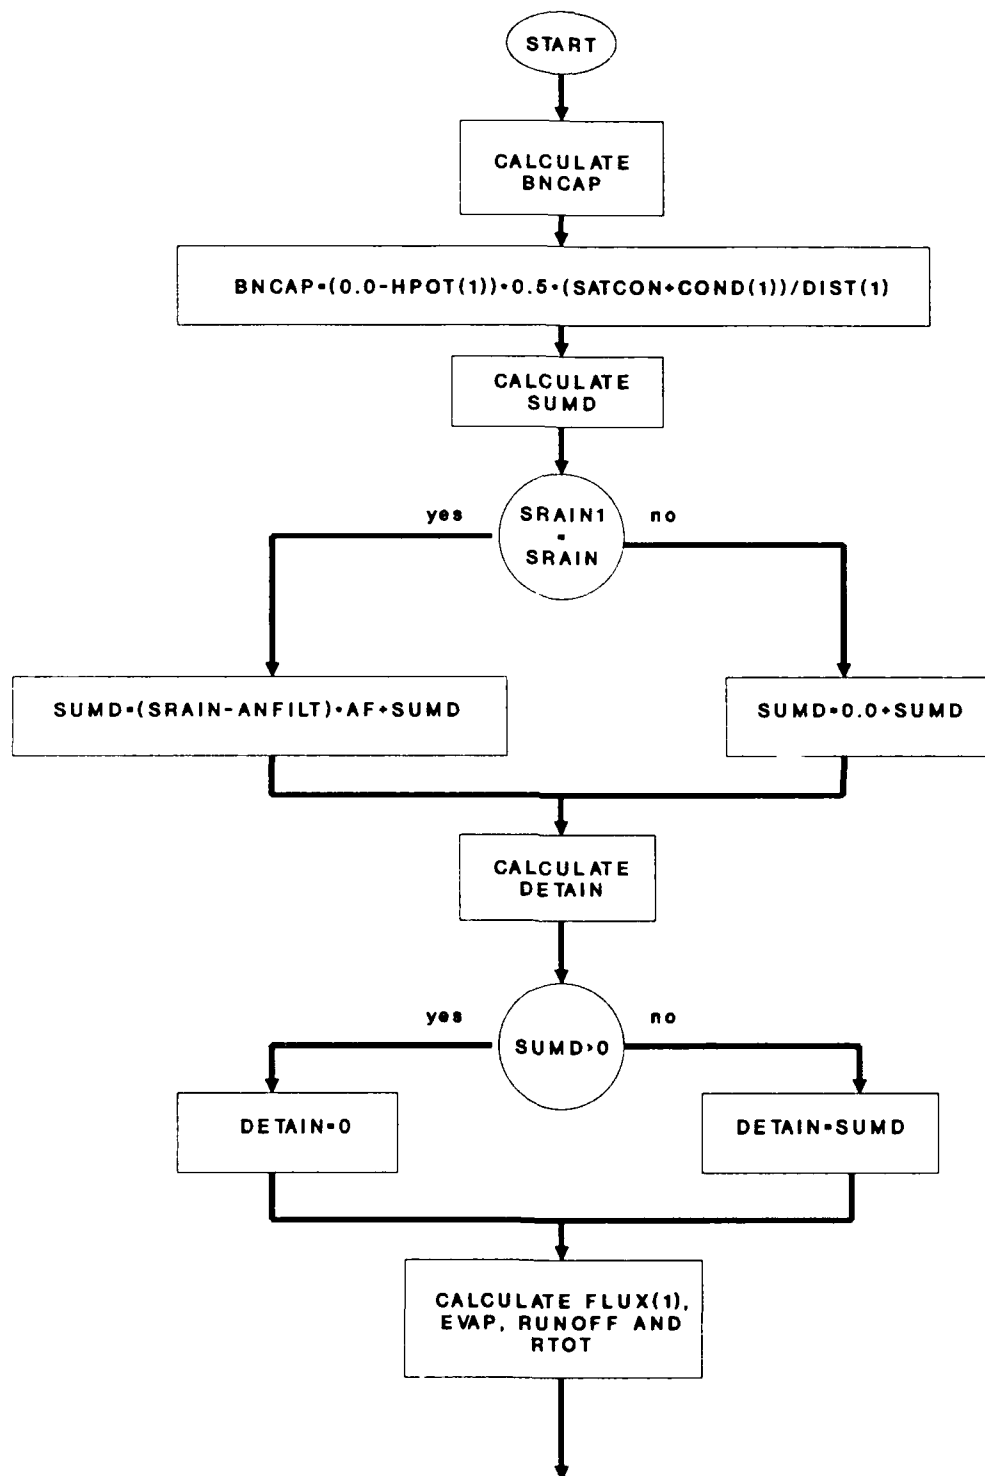 START
CALCULATE
BNCAP
BNCAP=(0.0-HPOT(1))*0.5*(SATCON+COND(1))/DIST(1)
CALCULATE
SUMD
yes
SRAIN1
=
SRAIN
no
SUMD=(SRAIN-ANFILT)*AF+SUMD
SUMD=0.0+SUMD
CALCULATE
DETAIN
yes
SUMD>0
no
DETAIN=0
DETAIN=SUMD
CALCULATE FLUX(1),
EVAP, RUNOFF AND
RTOT